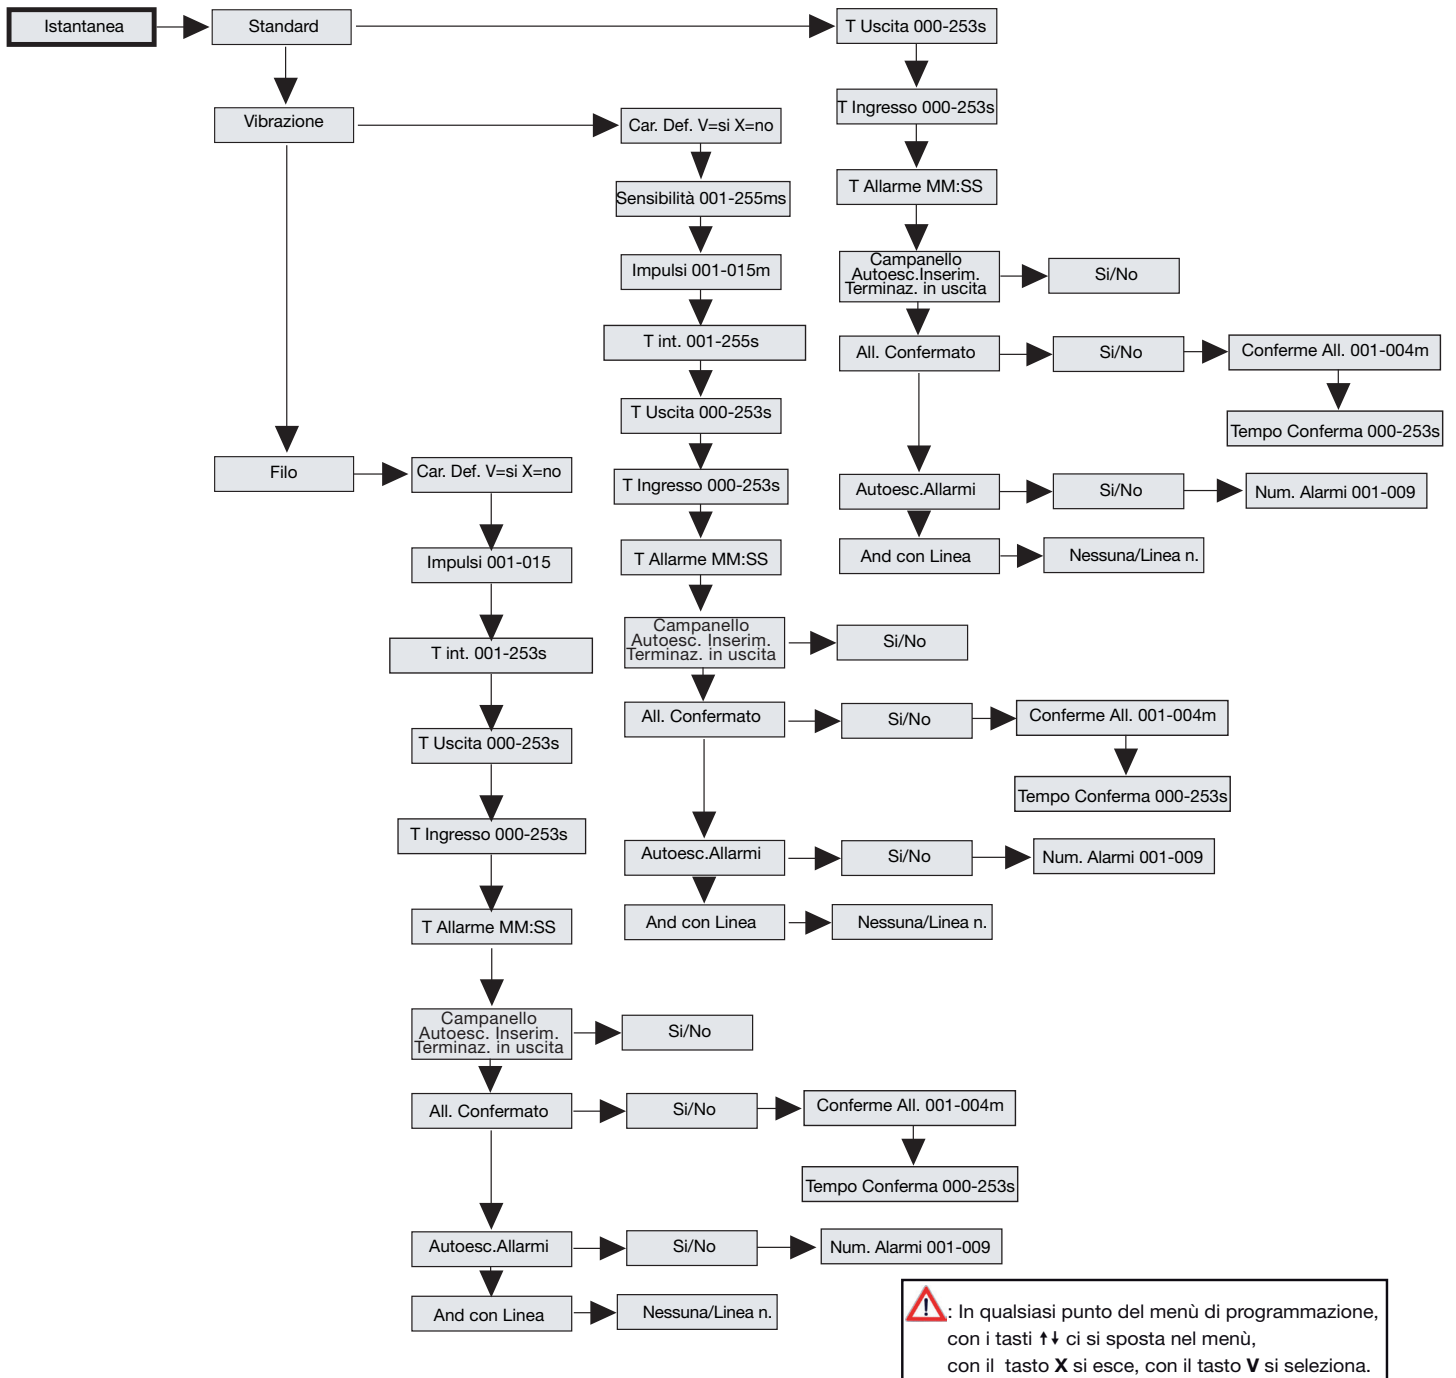 Istantanea
Standard
T Uscita 000-253s
T Ingresso 000-253s
T Allarme MM:SS
Campanello
Autoesc.Inserim.
Terminaz. in uscita
Si/No
All. Confermato
Si/No
Conferme All. 001-004m
Tempo Conferma 000-253s
Autoesc.Allarmi
Si/No
Num. Alarmi 001-009
And con Linea
Nessuna/Linea n.
Vibrazione
Car. Def. V=si X=no
Sensibilità 001-255ms
Impulsi 001-015m
T int. 001-255s
T Uscita 000-253s
T Ingresso 000-253s
T Allarme MM:SS
Campanello
Autoesc. Inserim.
Terminaz. in uscita
Si/No
All. Confermato
Si/No
Conferme All. 001-004m
Tempo Conferma 000-253s
Autoesc.Allarmi
Si/No
Num. Alarmi 001-009
And con Linea
Nessuna/Linea n.
Filo
Car. Def. V=si X=no
Impulsi 001-015
T int. 001-253s
T Uscita 000-253s
T Ingresso 000-253s
T Allarme MM:SS
Campanello
Autoesc. Inserim.
Terminaz. in uscita
Si/No
All. Confermato
Si/No
Conferme All. 001-004m
Tempo Conferma 000-253s
Autoesc.Allarmi
Si/No
Num. Alarmi 001-009
And con Linea
Nessuna/Linea n.
: In qualsiasi punto del menù di programmazione,
con i tasti ↑↓ ci si sposta nel menù,
con il tasto X si esce, con il tasto V si seleziona.